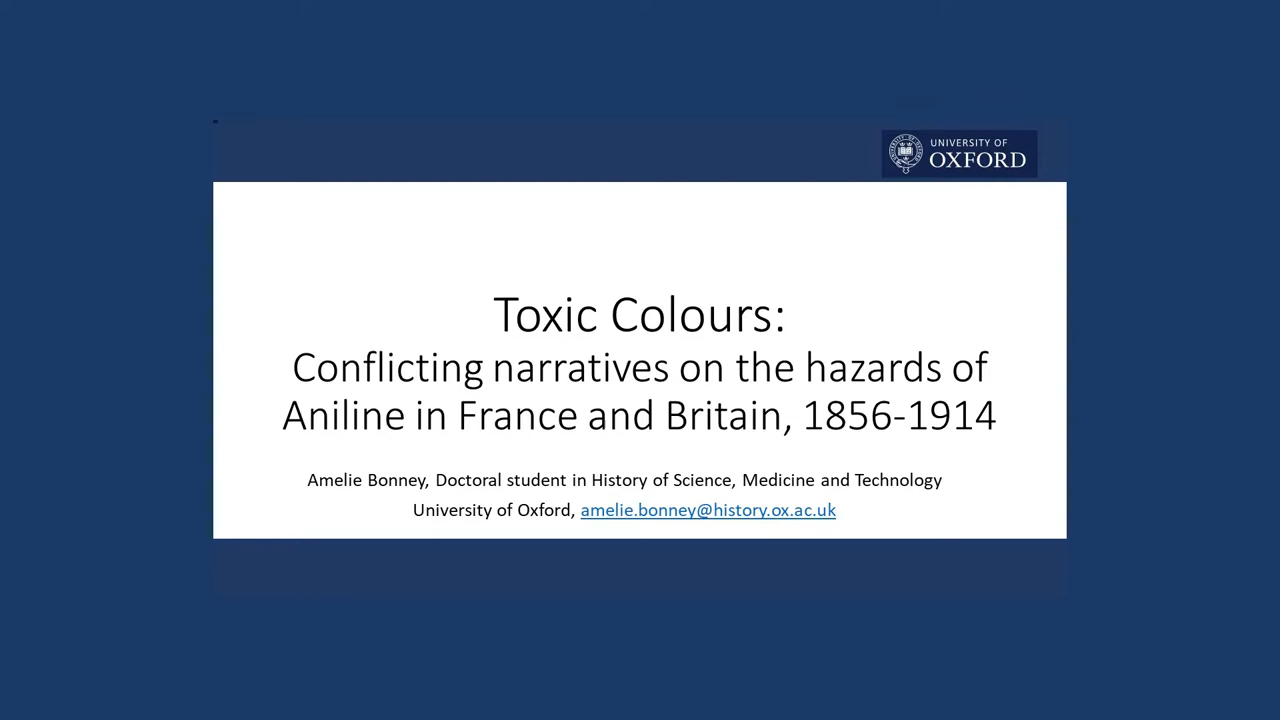 UNIVERSITY OF
OXFORD
Toxic Colours:
Conflicting narratives on the hazards of
Aniline in France and Britain, 1856-1914
Amelie Bonney, Doctoral student in History of Science, Medicine and Technology
University of Oxford, amelie.bonney@history.ox.ac.uk